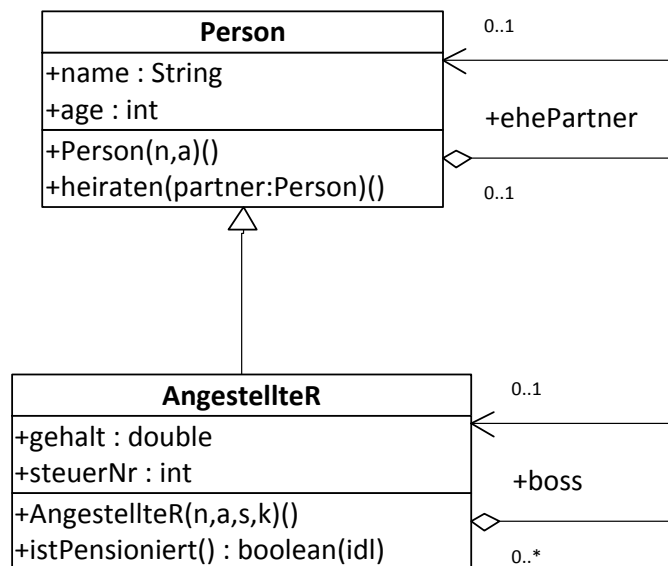 Person
+name : String
+age : int
+Person(n,a)()
+heiraten(partner:Person)()
0..1
+ehePartner
0..1
AngestellteR
+gehalt : double
+steuerNr : int
+AngestellteR(n,a,s,k)()
+istPensioniert() : boolean(idl)
0..1
+boss
0..*